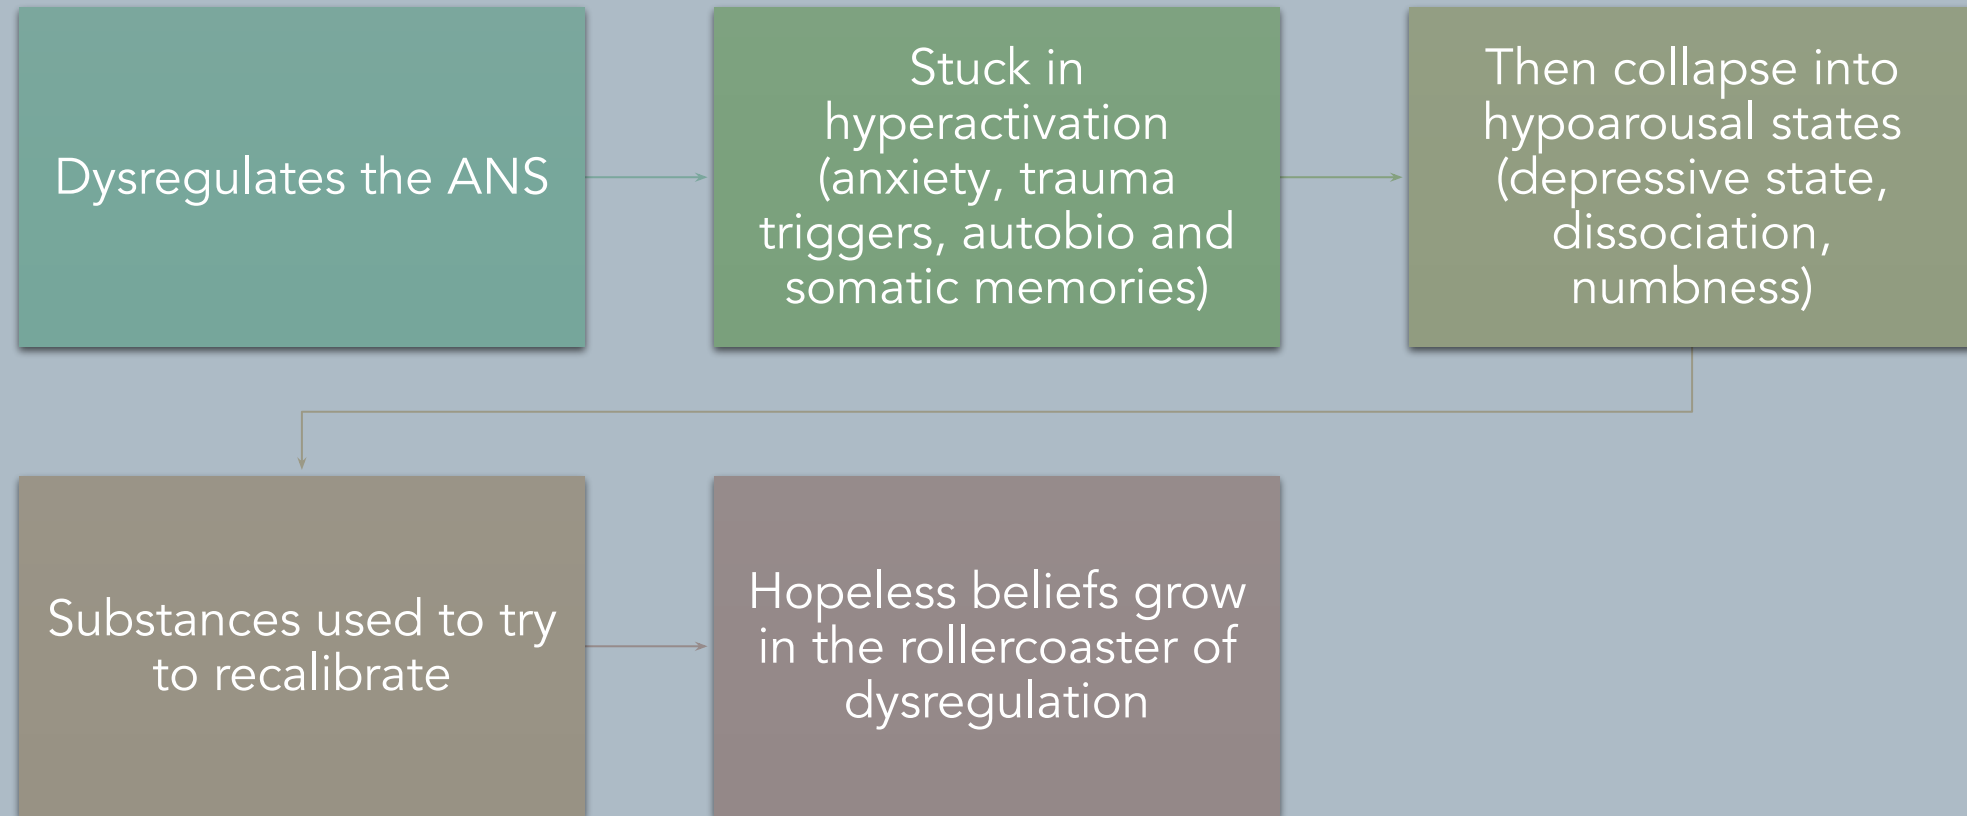 Dysregulates the ANS
Stuck in
hyperactivation
(anxiety, trauma
triggers, autobio and
somatic memories)
Then collapse into
hypoarousal states
(depressive state,
dissociation,
numbness)
Substances used to try
to recalibrate
Hopeless beliefs grow
in the rollercoaster of
dysregulation